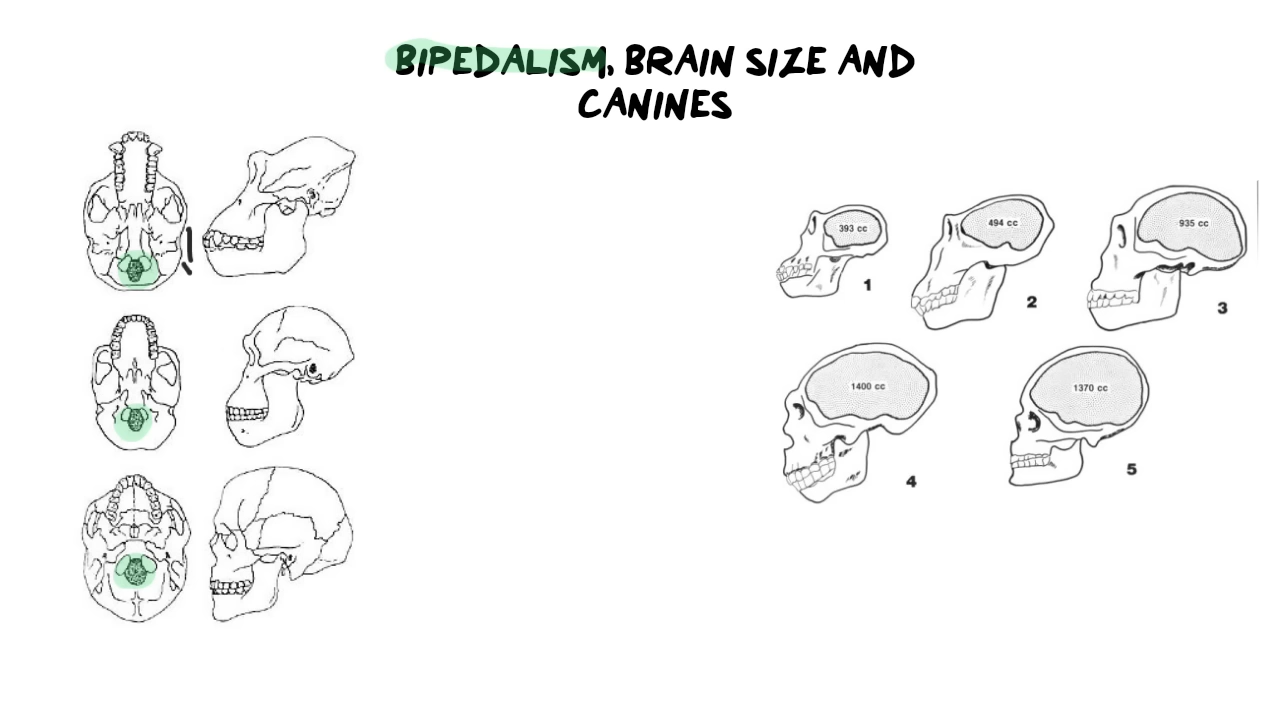 BIPEDALISM, BRAIN SIZE AND
CANINES
393 cc
1
494 cc
2
935 cc
3
1400 cc
4
1370 cc
5